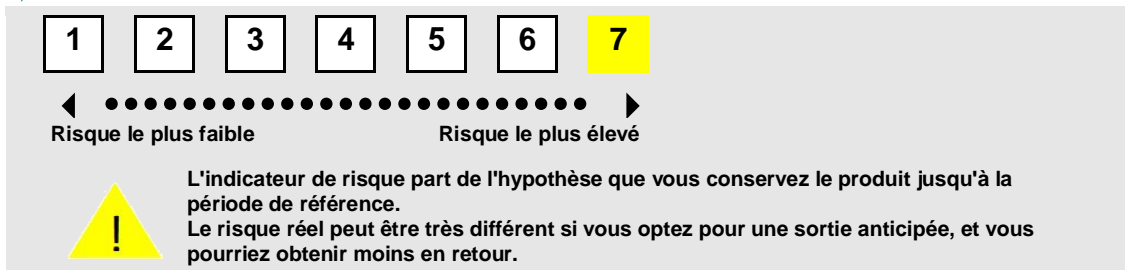 1 2 3 4 5 6 7
Risque le plus faible Risque le plus élevé
!
L'indicateur de risque part de l'hypothèse que vous conservez le produit jusqu'à la
période de référence.
Le risque réel peut être très différent si vous optez pour une sortie anticipée, et vous
pourriez obtenir moins en retour.